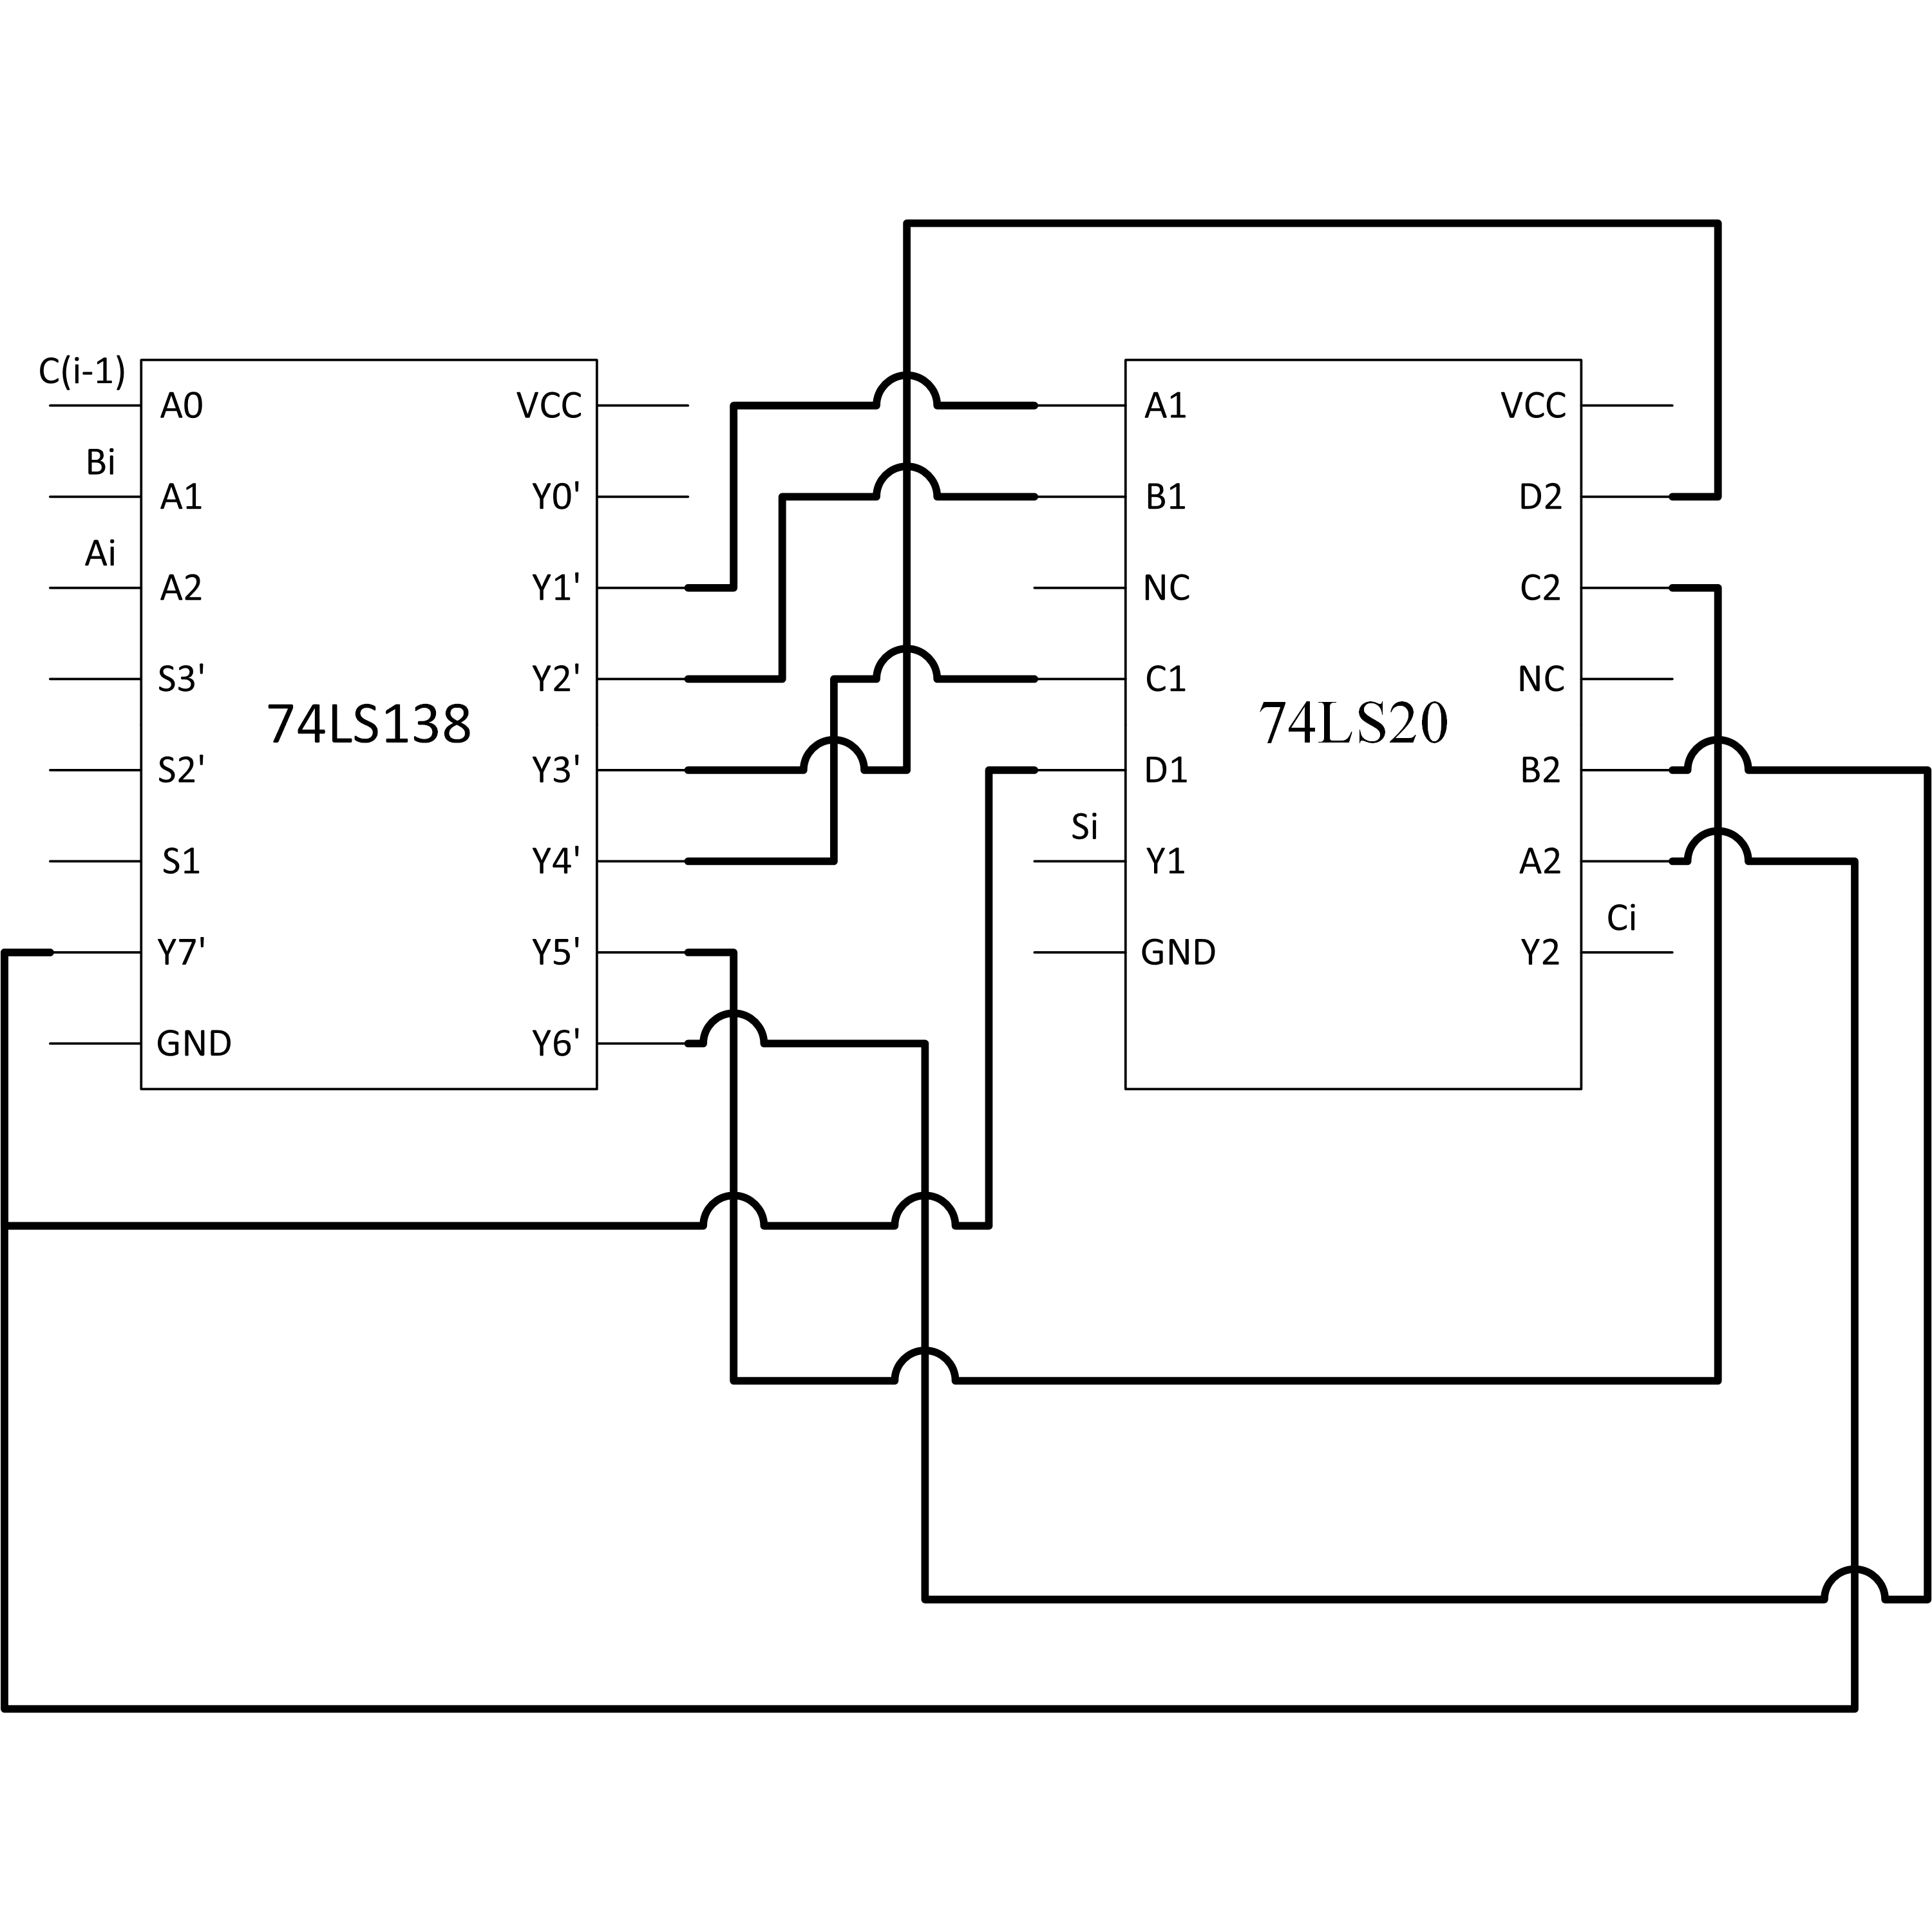 C(i-1)
A0
Bi
A1
Ai
A2
S3'
S2'
S1
Y7'
GND
74LS138
VCC
Y0'
Y1'
Y2'
Y3'
Y4'
Y5'
Y6'
A1
B1
NC
C1
D1
Si
Y1
GND
74LS20
VCC
D2
C2
NC
B2
A2
Ci
Y2